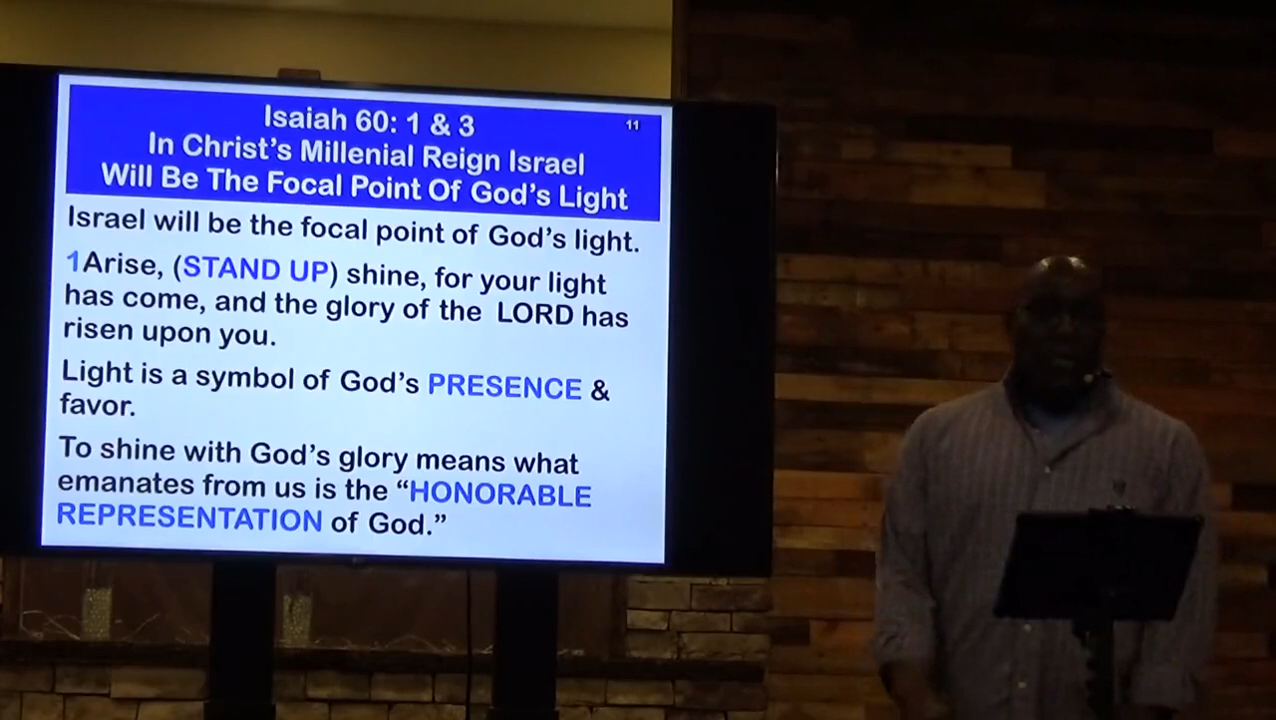 Isaiah 60: 1 & 3
11
In Christ's Millenial Reign Israel
Will Be The Focal Point Of God's Light
Israel will be the focal point of God's light.
1Arise, (STAND UP) shine, for your light
has come, and the glory of the LORD has
risen upon you.
Light is a symbol of God's PRESENCE &
favor.
To shine with God's glory means what
emanates from us is the “HONORABLE
REPRESENTATION of God.”